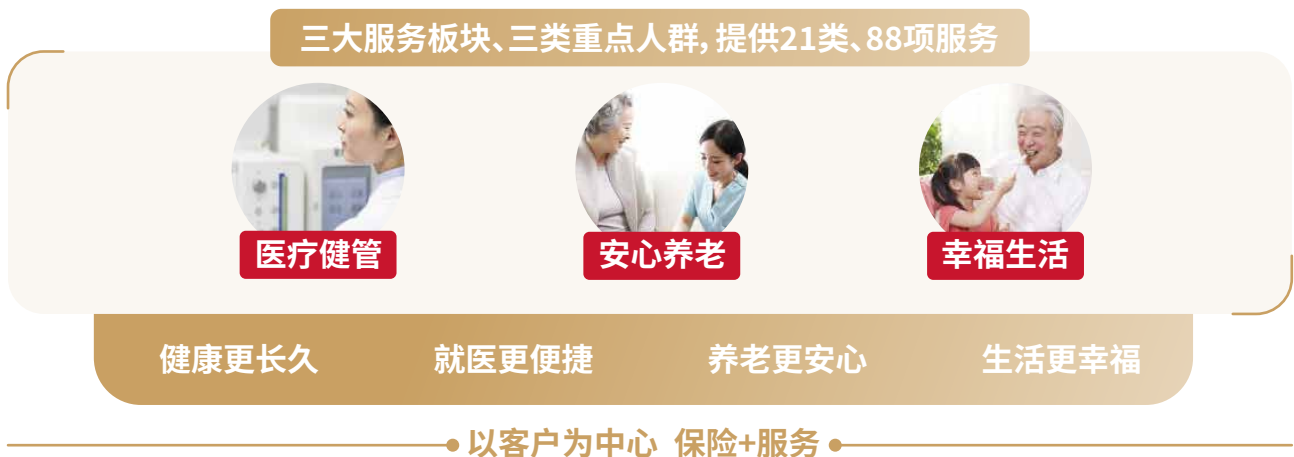 三大服务板块、三类重点人群, 提供21类、88项服务
医疗健管
安心养老
幸福生活
健康更长久
就医更便捷
养老更安心
生活更幸福
以客户为中心 保险+服务